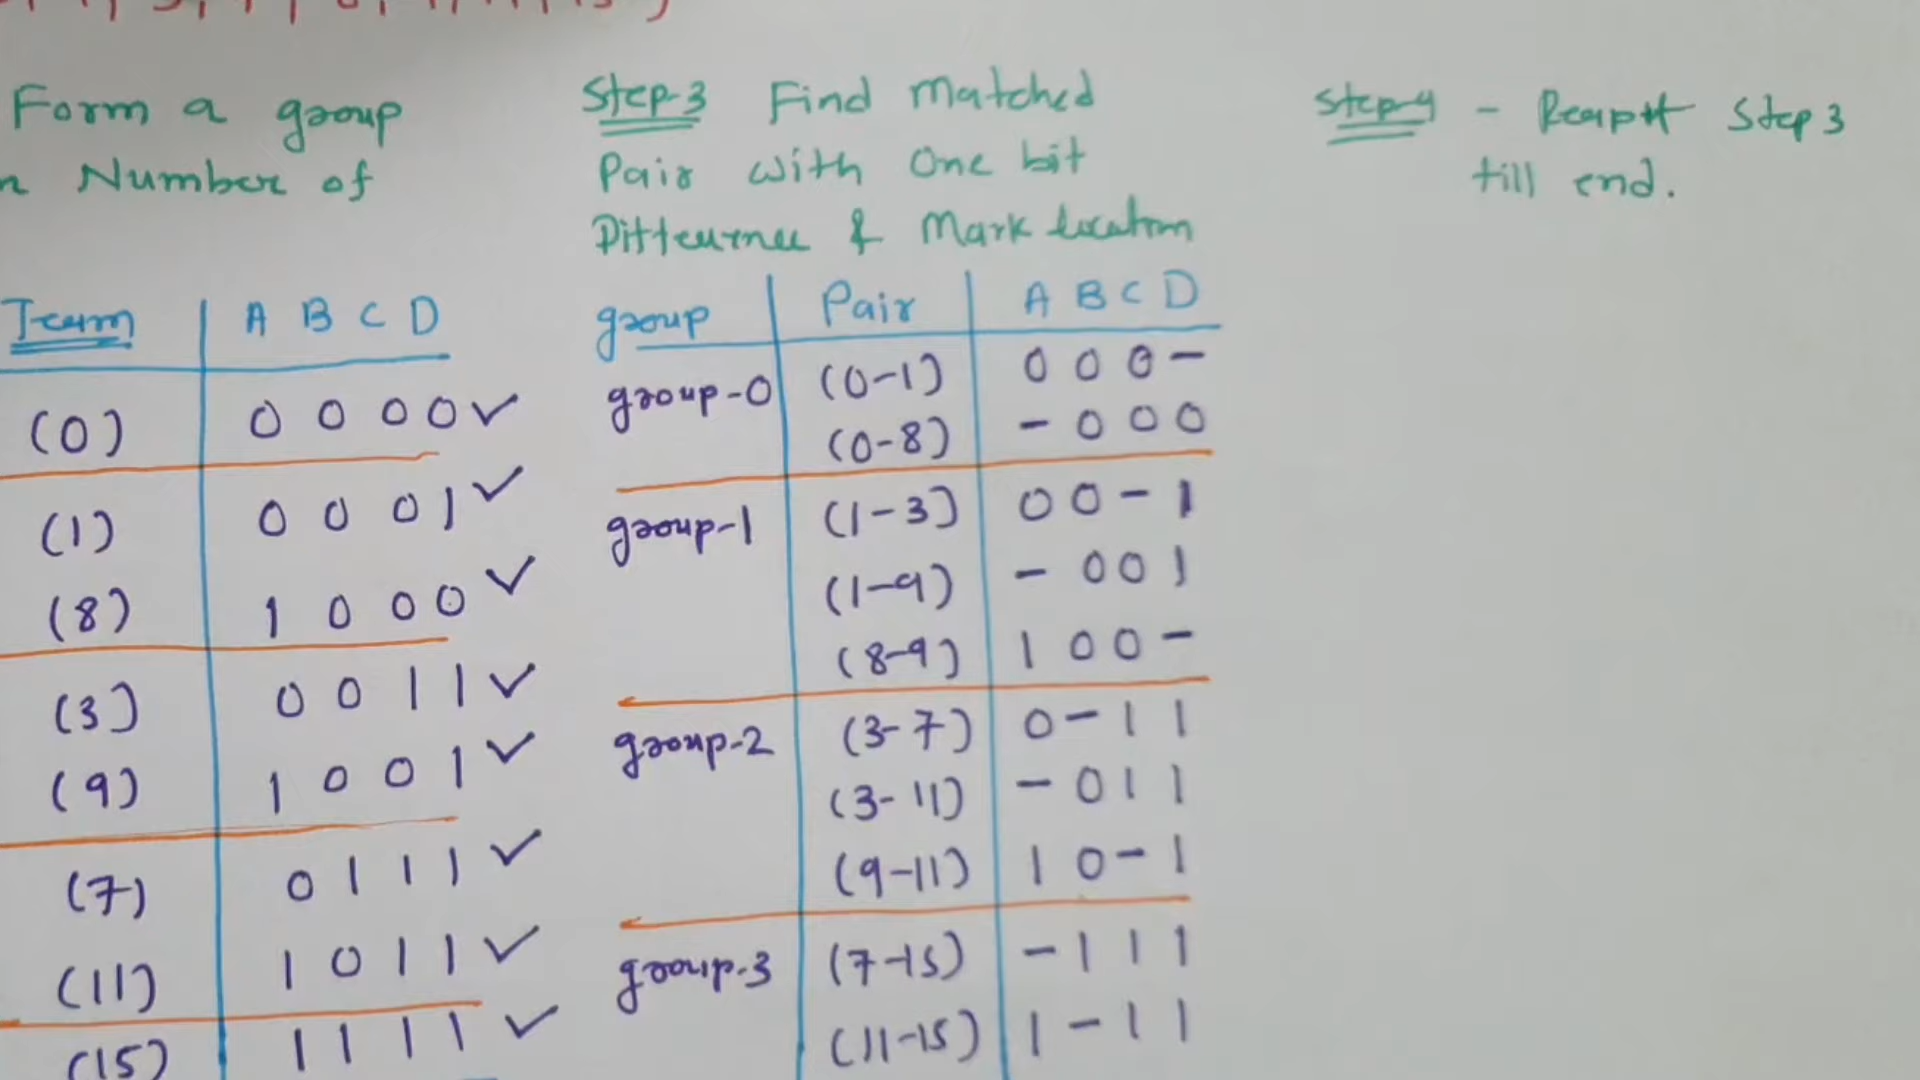 Form a group
Number of
Term A B C D
(0) 0 0 0 0 ✓
(1) 0 0 0 1 ✓
(8) 1 0 0 0 ✓
(3) 0 0 1 1 ✓
(9) 1 0 0 1 ✓
(7) 0 1 1 1 ✓
(11) 1 0 1 1 ✓
(15) 1 1 1 1 ✓
Step-3 Find Matched
Pair with One bit
Difference & Mark location
group Pair A B C D
group-0 (0-1) 0 0 0 -
(0-8) - 0 0 0
group-1 (1-3) 0 0 - 1
(1-9) - 0 0 1
(8-9) 1 0 0 -
group-2 (3-7) 0 - 1 1
(3-11) - 0 1 1
(9-11) 1 0 - 1
group-3 (7-15) - 1 1 1
(11-15) 1 - 1 1
Step-4 - Reaptt Step 3
till end.